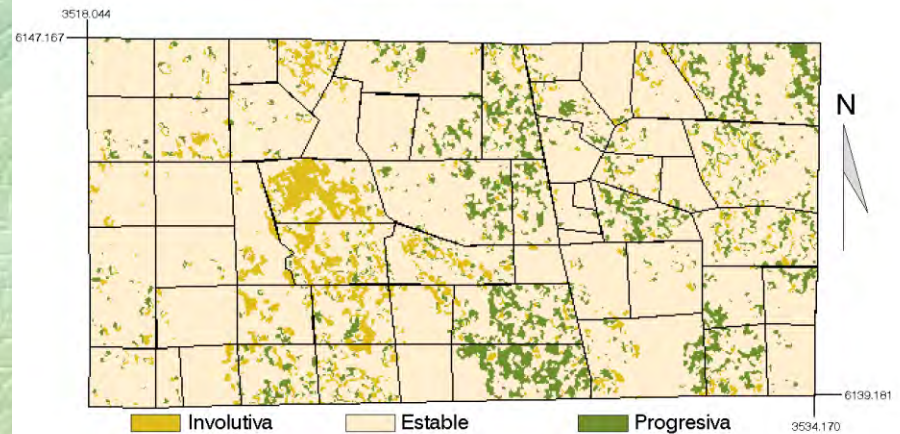 3518.044
6147.167
N
6139.181
3534.170
Involutiva
Estable
Progresiva